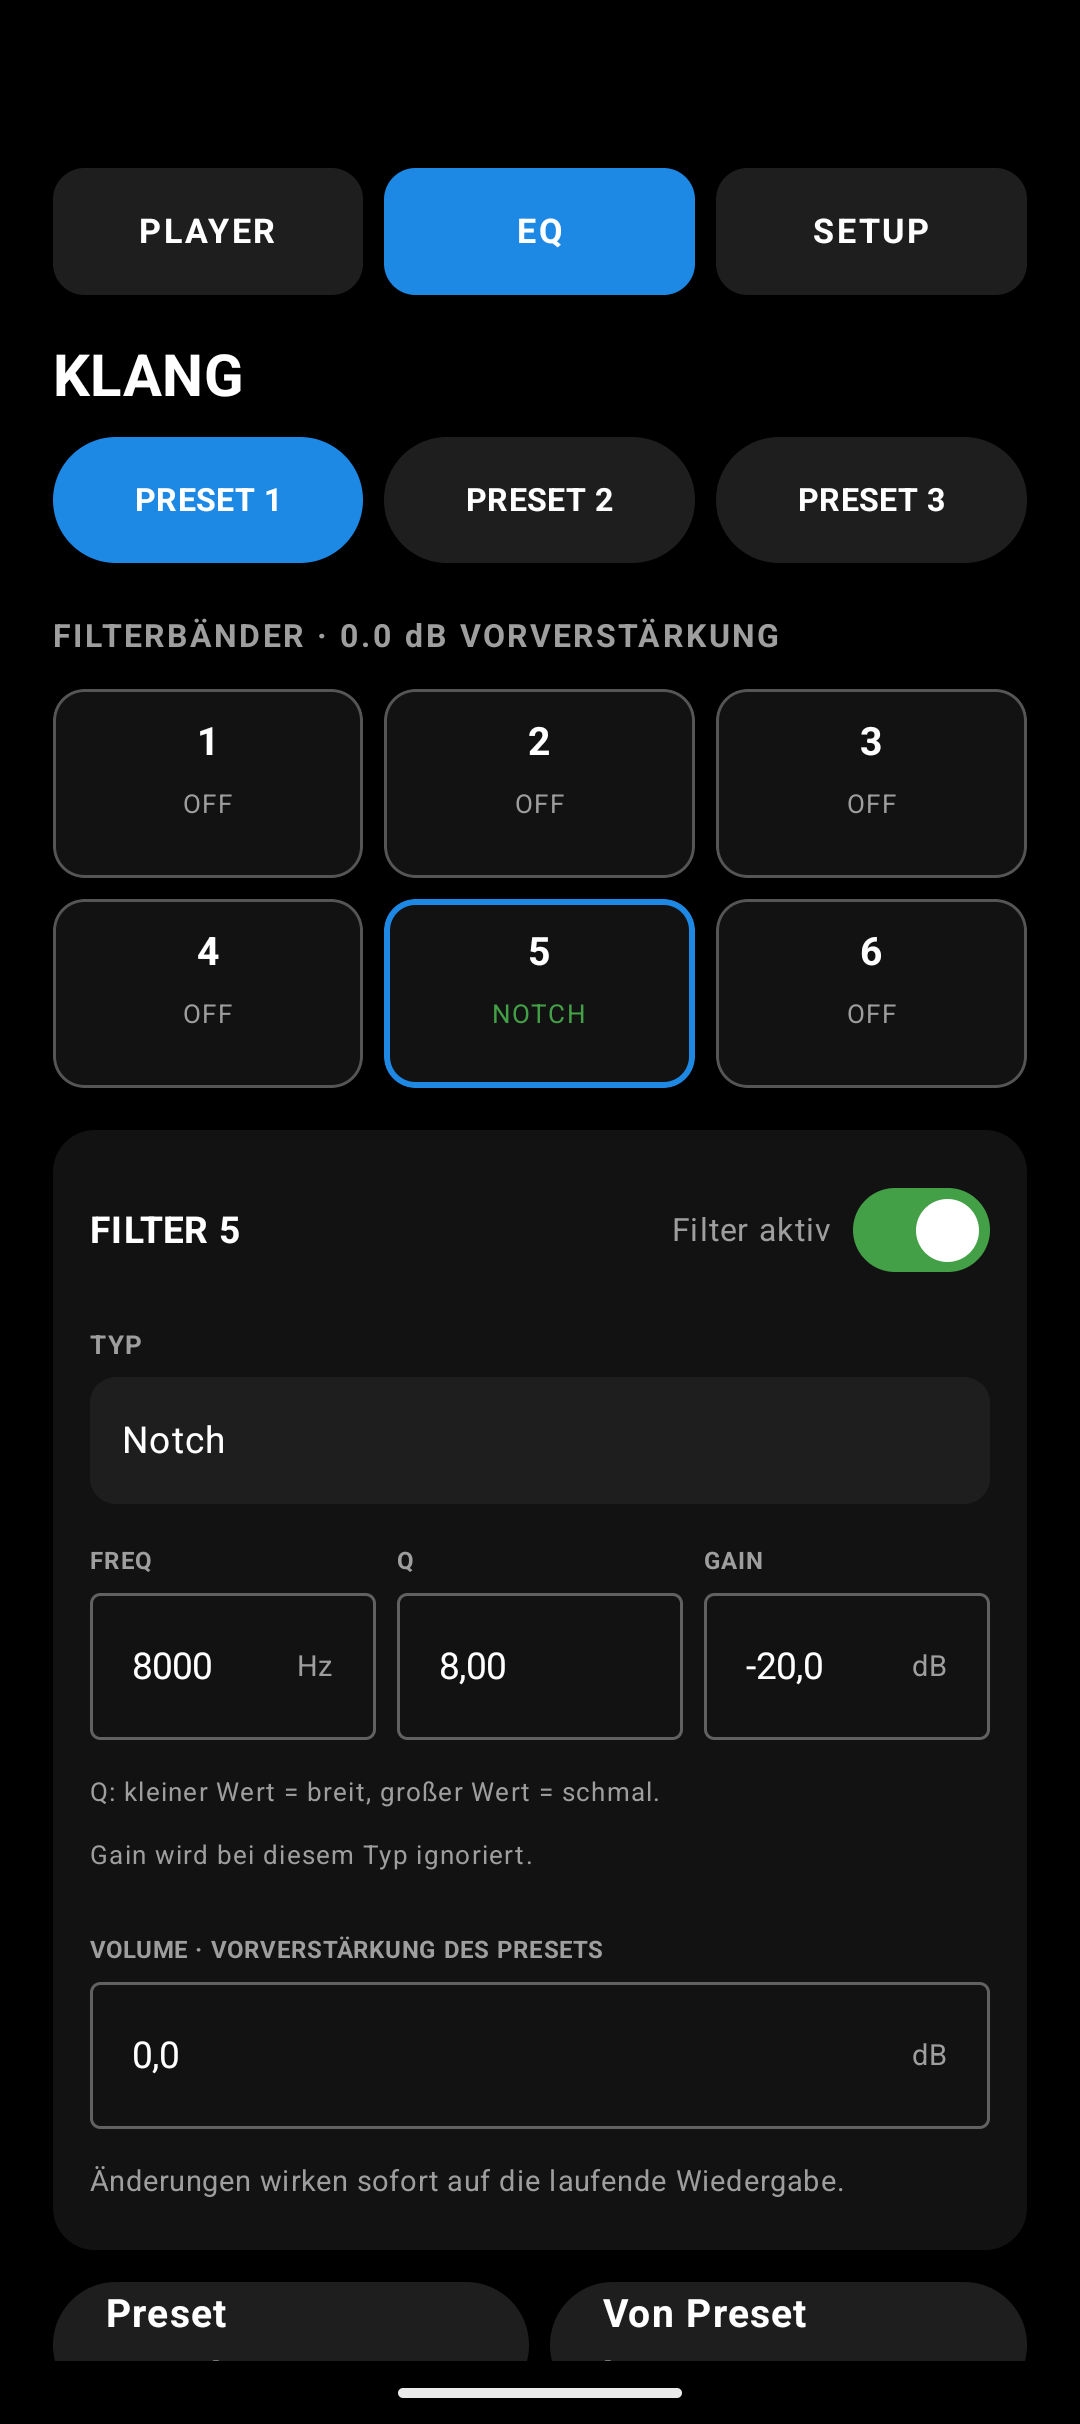 PLAYER
EQ
SETUP
KLANG
PRESET 1
PRESET 2
PRESET 3
FILTERBÄNDER · 0.0 dB VORVERSTÄRKUNG
1
OFF
2
OFF
3
OFF
4
OFF
5
NOTCH
6
OFF
FILTER 5
Filter aktiv
TYP
Notch
FREQ
8000 Hz
Q
8,00
GAIN
-20,0 dB
Q: kleiner Wert = breit, großer Wert = schmal.
Gain wird bei diesem Typ ignoriert.
VOLUME · VORVERSTÄRKUNG DES PRESETS
0,0 dB
Änderungen wirken sofort auf die laufende Wiedergabe.
Preset
Von Preset